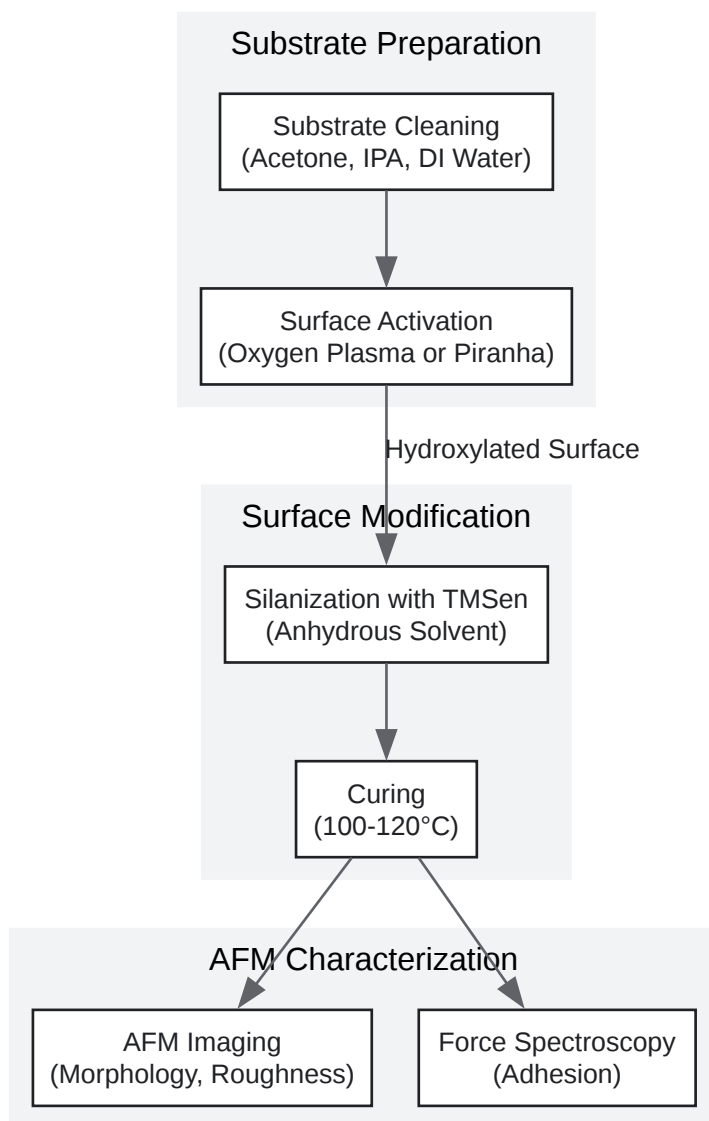 Substrate Preparation
Substrate Cleaning
(Acetone, IPA, DI Water)
Surface Activation
(Oxygen Plasma or Piranha)
Hydroxylated Surface
Surface Modification
Silanization with TMSen
(Anhydrous Solvent)
Curing
(100-120°C)
AFM Characterization
AFM Imaging
(Morphology, Roughness)
Force Spectroscopy
(Adhesion)